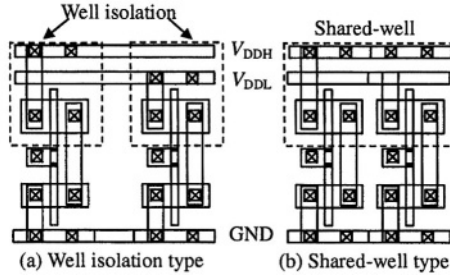 Well isolation
Shared-well
VDDH
VDDL
GND
(a) Well isolation type
(b) Shared-well type